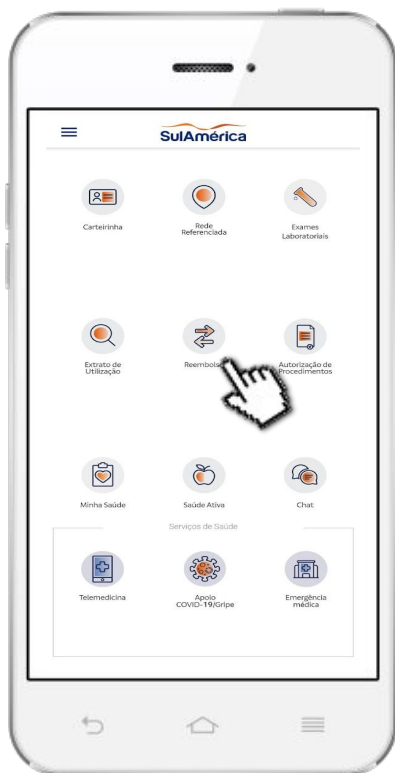 SulAmérica
Carteirinha
Rede
Referenciada
Exames
Laboratoriais
Extrato de
Utilização
Reembolso
Autorização de
Procedimentos
Minha Saúde
Saúde Ativa
Chat
Serviços de Saúde
Telemedicina
Apoio
COVID-19/Gripe
Emergência
médica